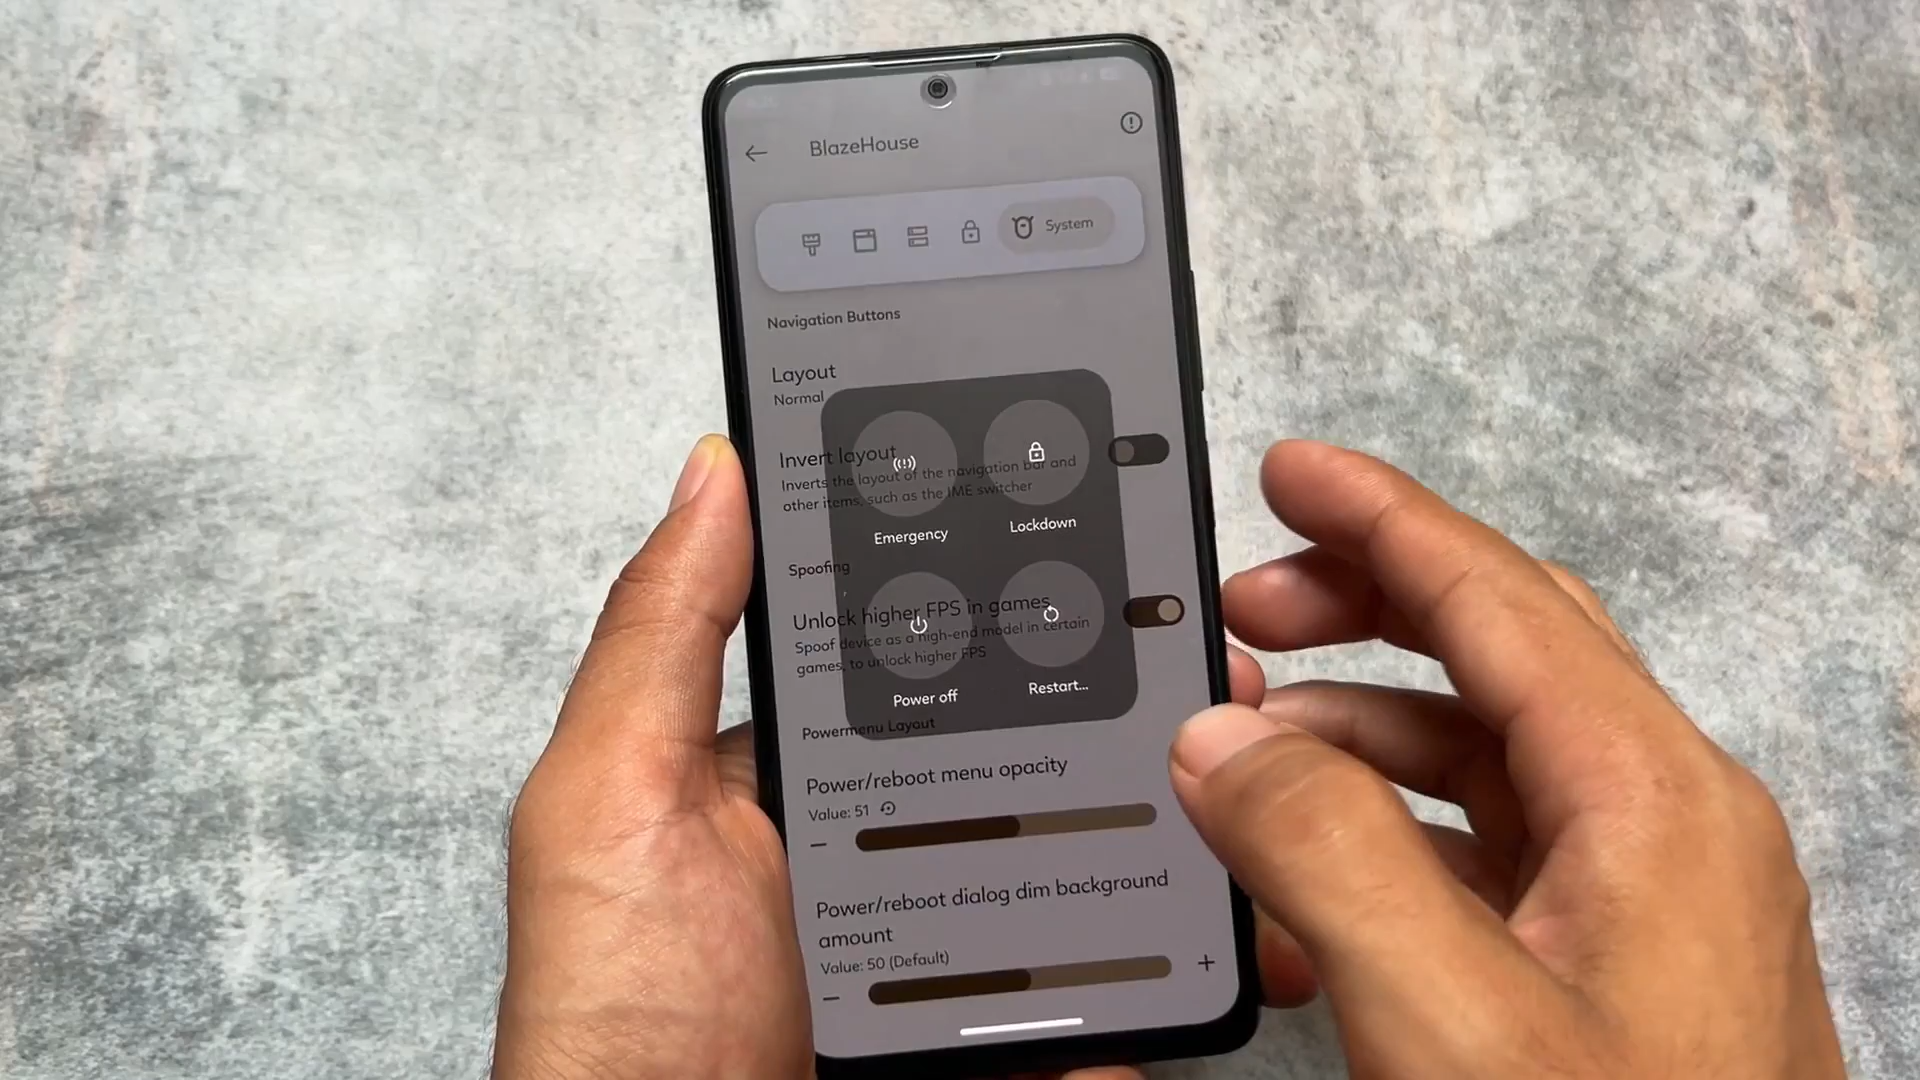 BlazeHouse
System
Navigation Buttons
Layout
Normal
Invert layout
Inverts the layout of the navigation bar and
other items, such as the IME switcher
Emergency
Lockdown
Spoofing
Unlock higher FPS in games
Spoof device as a high-end model in certain
games, to unlock higher FPS
Power off
Restart...
Powermenu Layout
Power/reboot menu opacity
Value: 51
Power/reboot dialog dim background
amount
Value: 50 (Default)